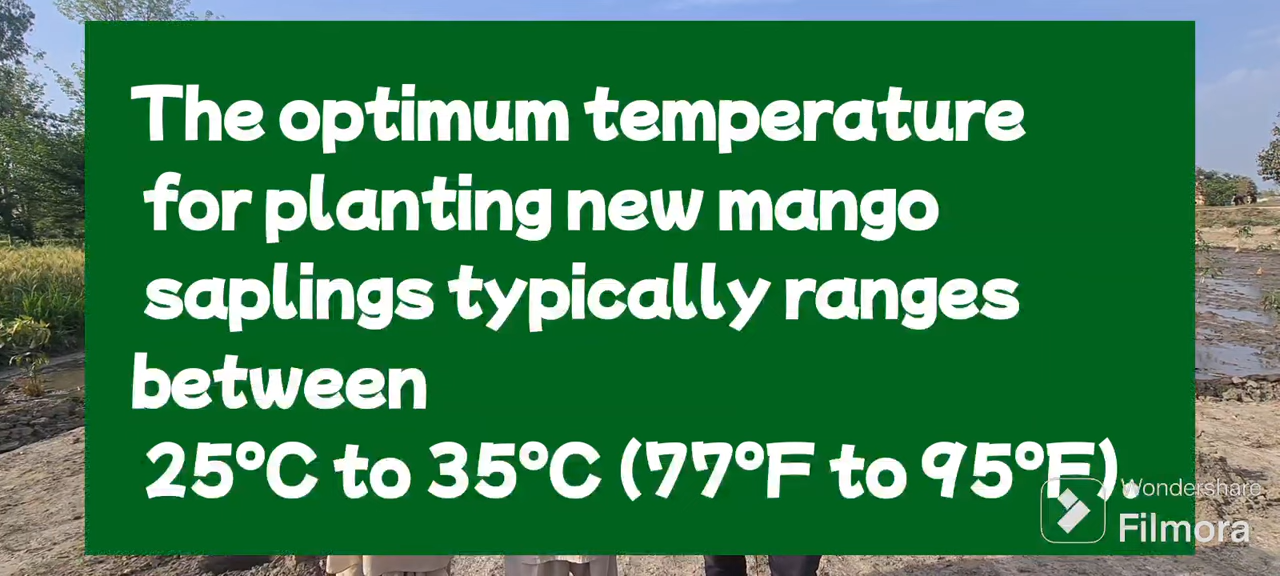 The optimum temperature
for planting new mango
saplings typically ranges
between
25°C to 35°C (77°F to 95°F).
Wondershare
Filmora